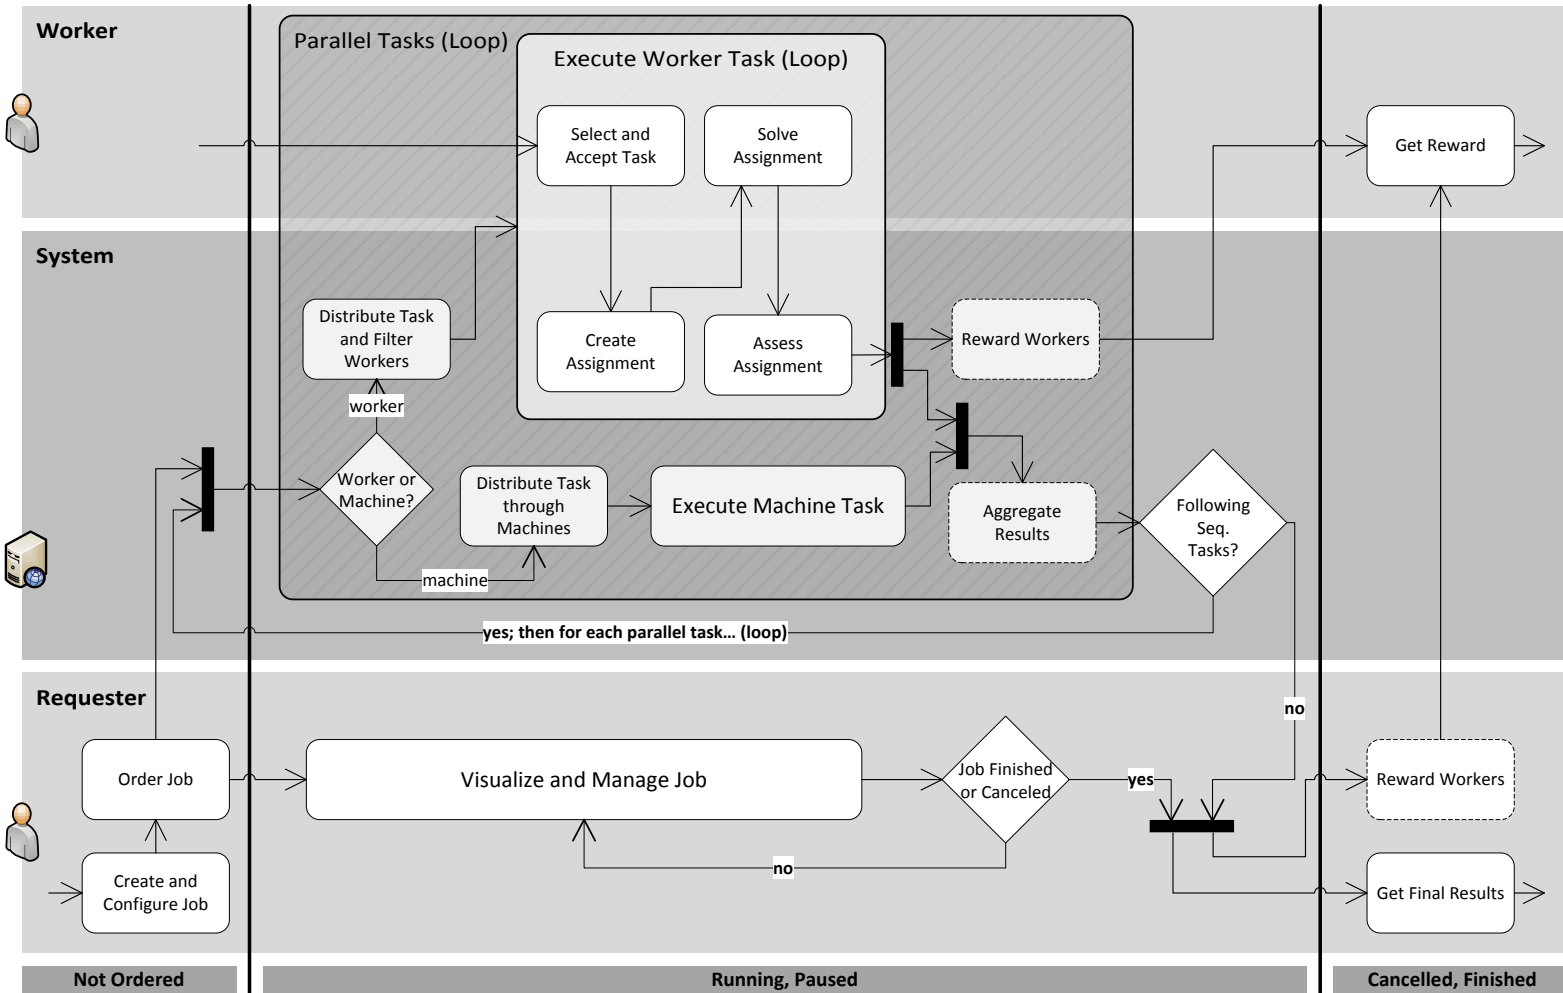 Worker
Parallel Tasks (Loop)
Execute Worker Task (Loop)
Select and
Accept Task
Solve
Assignment
Get Reward
System
Distribute Task
and Filter
Workers
Create
Assignment
Assess
Assignment
Reward Workers
worker
Worker or
Machine?
Distribute Task
through
Machines
Execute Machine Task
Aggregate
Results
Following
Seq.
Tasks?
machine
yes; then for each parallel task... (loop)
Requester
no
Order Job
Visualize and Manage Job
Job Finished
or Canceled
yes
Reward Workers
no
Create and
Configure Job
Get Final Results
Not Ordered
Running, Paused
Cancelled, Finished